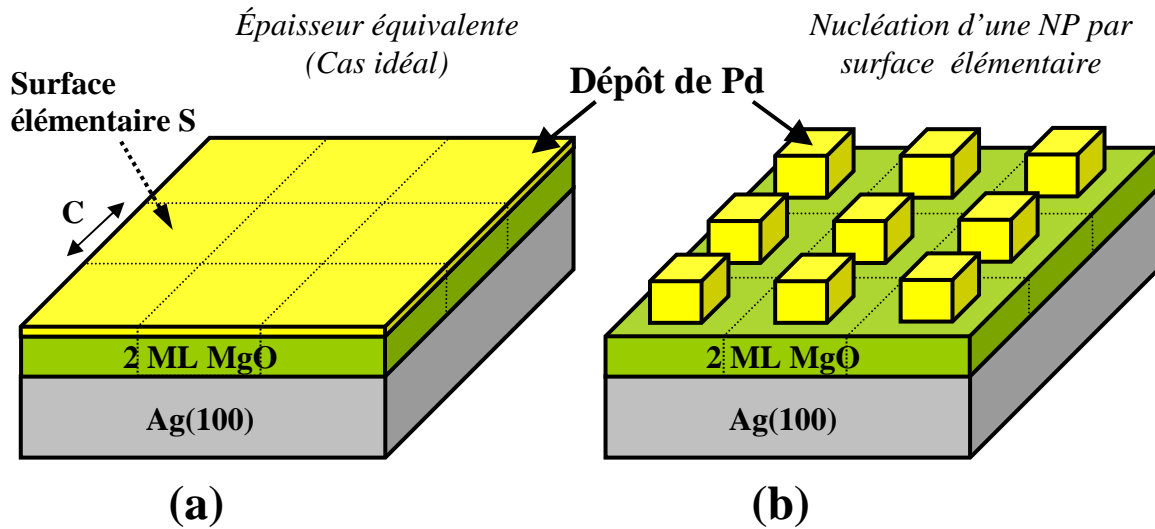 Épaisseur équivalente
(Cas idéal)
Nucléation d'une NP par
surface élémentaire
Surface
élémentaire S
Dépôt de Pd
C
2 ML MgO
Ag(100)
2 ML MgO
Ag(100)
(a)
(b)